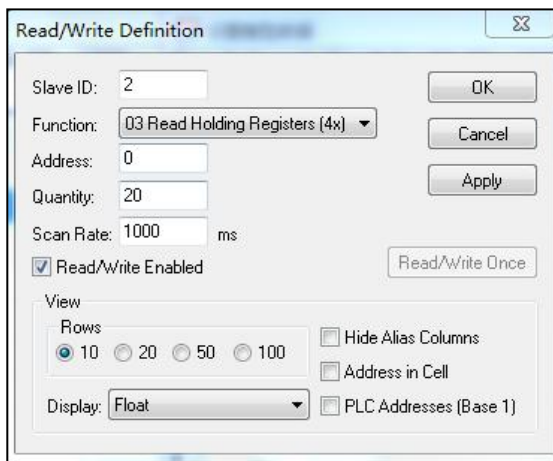 Read/Write Definition
Slave ID: 2
OK
Function: 03 Read Holding Registers (4x)
Cancel
Address: 0
Quantity: 20
Apply
Scan Rate: 1000 ms
Read/Write Enabled
Read/Write Once
View
Rows
10 20 50 100
Hide Alias Columns
Address in Cell
Display: Float
PLC Addresses (Base 1)